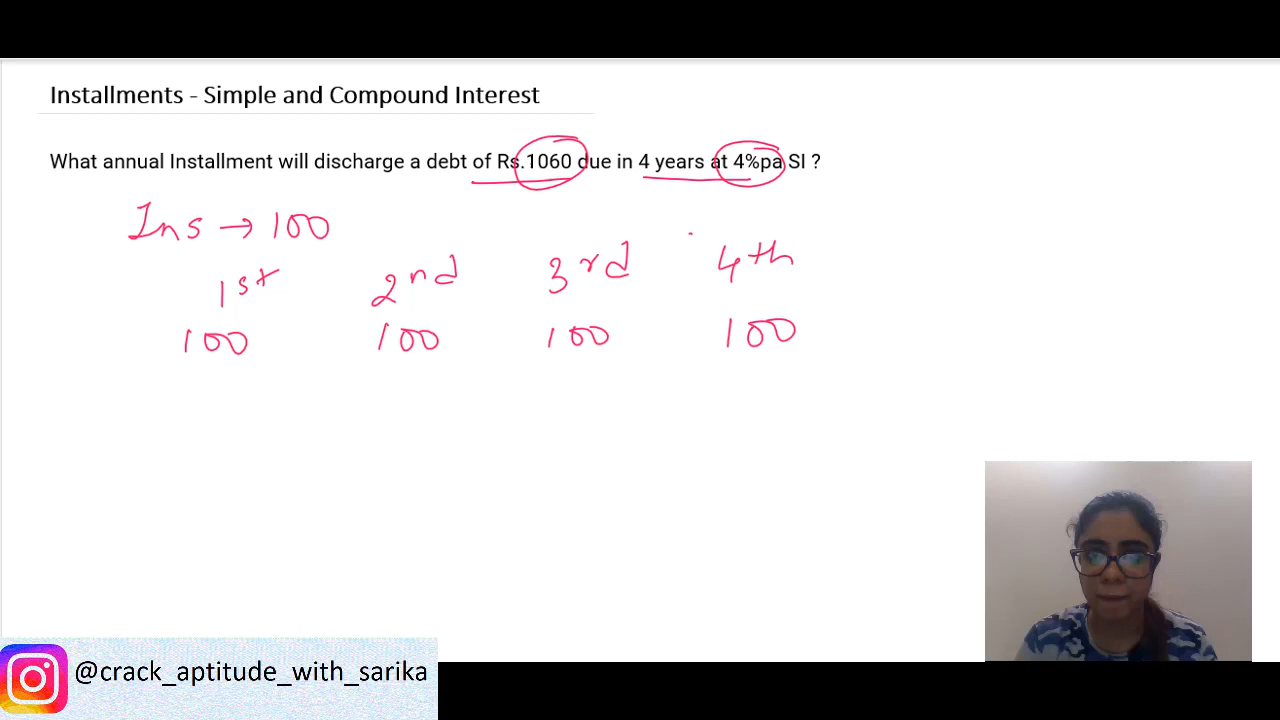 Installments - Simple and Compound Interest
What annual Installment will discharge a debt of Rs.1060 due in 4 years at 4%pa SI ?
Ins → 100
1st 2nd 3rd 4th
100 100 100 100
@crack_aptitude_with_sarika